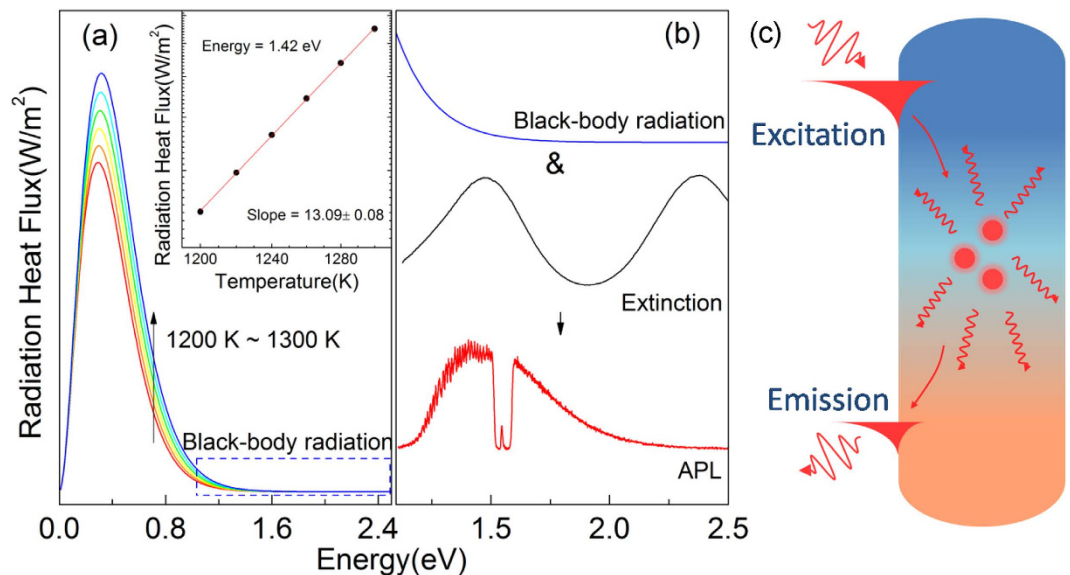 (a)
Radiation Heat Flux(W/m²)
Radiation Heat Flux(W/m²)
Energy = 1.42 eV
Slope = 13.09± 0.08
1200 1240 1280
Temperature(K)
1200 K ~ 1300 K
Black-body radiation
0.0 0.8 1.6 2.4
(b)
Black-body radiation
&
Extinction
APL
1.5 2.0 2.5
Energy(eV)
(c)
Excitation
Emission